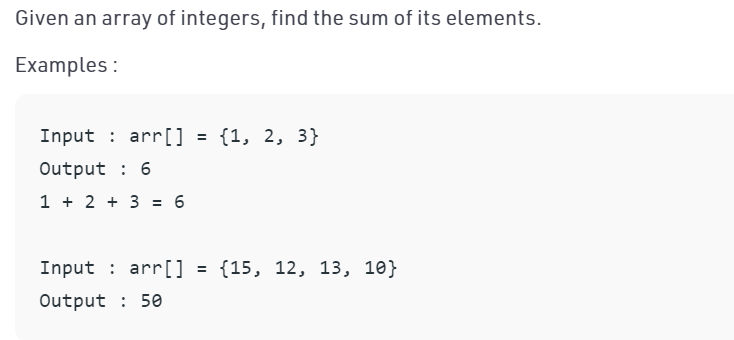 Given an array of integers, find the sum of its elements.
Examples :
Input : arr[] = {1, 2, 3}
Output : 6
1 + 2 + 3 = 6
Input : arr[] = {15, 12, 13, 10}
Output : 50